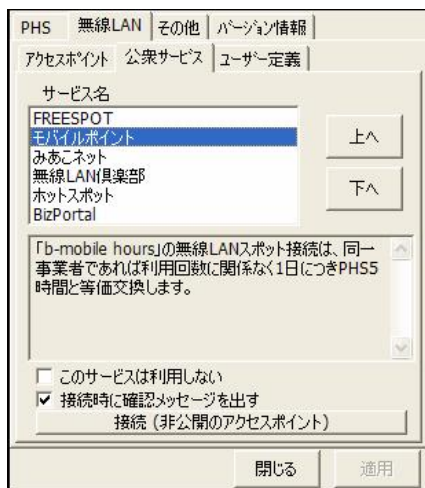 PHS 無線LAN その他 バージョン情報
アクセスポイント 公衆サービス ユーザー定義
サービス名
FREESPOT
モバイルポイント
みあこネット
無線LAN倶楽部
ホットスポット
BizPortal
上へ
下へ
「b-mobile hours」の無線LANスポット接続は、同一
事業者であれば利用回数に関係なく1日につきPHS5
時間と等価交換します。
このサービスは利用しない
接続時に確認メッセージを出す
接続 (非公開のアクセスポイント)
閉じる 適用